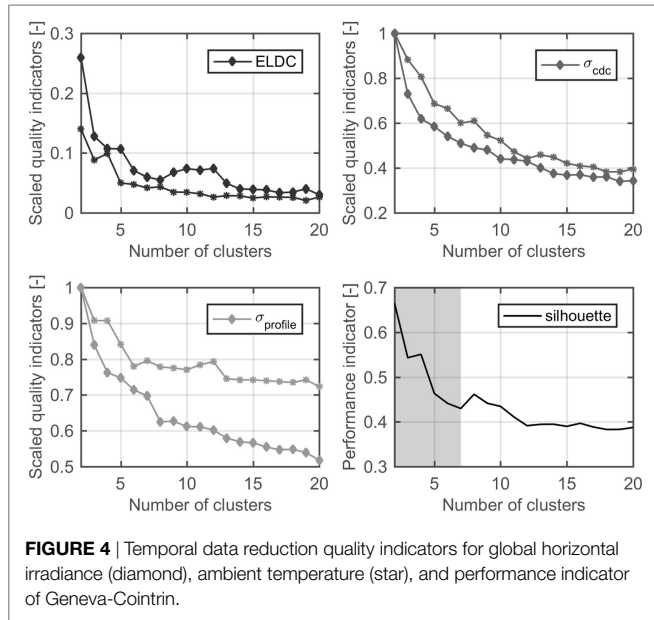 Scaled quality indicators [-]
0.3
0.2
0.1
0
5
10
15
20
Number of clusters
ELDC
Scaled quality indicators [-]
1
0.8
0.6
0.4
0.2
5
10
15
20
Number of clusters
σcdc
Scaled quality indicators [-]
1
0.9
0.8
0.7
0.6
0.5
5
10
15
20
Number of clusters
σprofile
Performance indicator [-]
0.7
0.6
0.5
0.4
0.3
5
10
15
20
Number of clusters
silhouette
FIGURE 4 | Temporal data reduction quality indicators for global horizontal
irradiance (diamond), ambient temperature (star), and performance indicator
of Geneva-Cointrin.